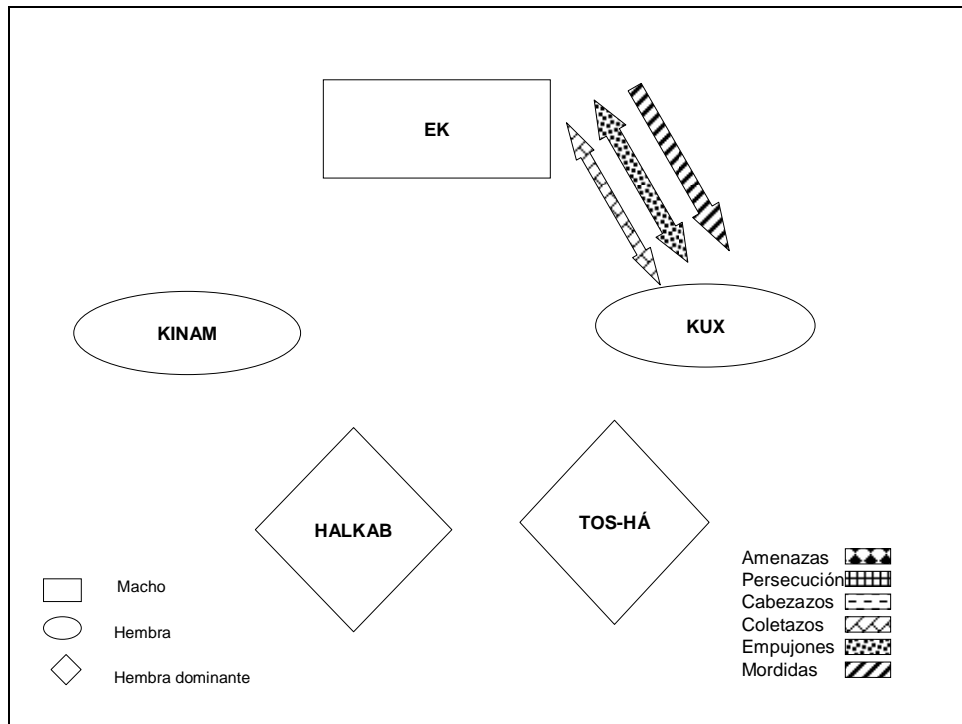 EK
KINAM
KUX
HALKAB
TOS-HÁ
Macho
Hembra
Hembra dominante
Amenazas
Persecución
Cabezazos
Coletazos
Empujones
Mordidas